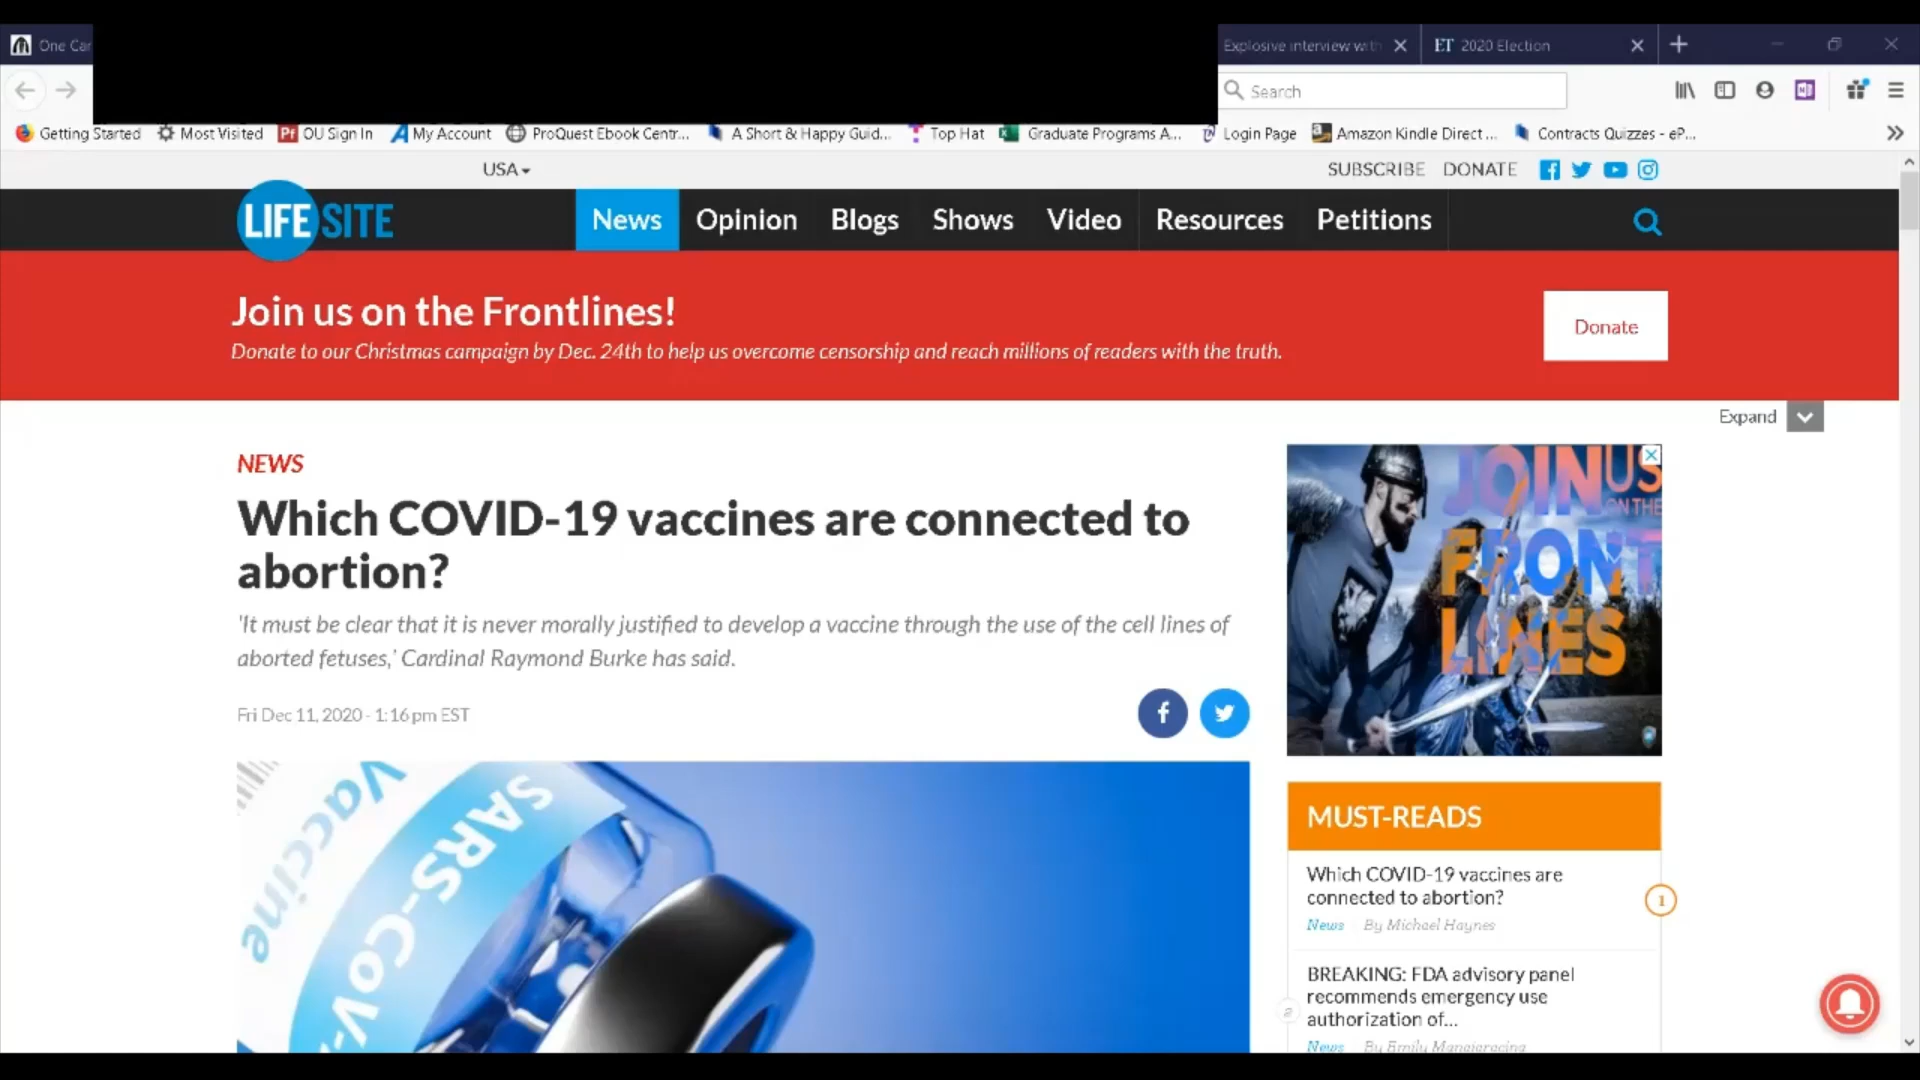 One Car
Explosive interview with
ET 2020 Election
Search
Getting Started
Most Visited
OU Sign In
My Account
ProQuest Ebook Centr...
A Short & Happy Guid...
Top Hat
Graduate Programs A...
Login Page
Amazon Kindle Direct ...
Contracts Quizzes - eP...
USA
SUBSCRIBE DONATE
LIFE SITE
News Opinion Blogs Shows Video Resources Petitions
Join us on the Frontlines!
Donate to our Christmas campaign by Dec. 24th to help us overcome censorship and reach millions of readers with the truth.
Donate
Expand
NEWS
Which COVID-19 vaccines are connected to
abortion?
'It must be clear that it is never morally justified to develop a vaccine through the use of the cell lines of
aborted fetuses,' Cardinal Raymond Burke has said.
Fri Dec 11, 2020 - 1:16 pm EST
Vaccine
SARS-CoV-
JOIN US
ON THE
FRONT
LINES
MUST-READS
Which COVID-19 vaccines are
connected to abortion?
News By Michael Haynes
1
BREAKING: FDA advisory panel
recommends emergency use
authorization of...
2
News By Emily Mangiaracina